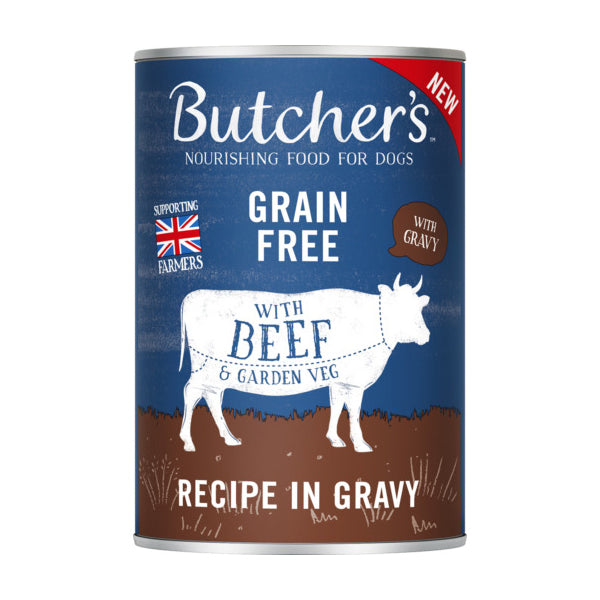 NEW
Butcher's™
NOURISHING FOOD FOR DOGS
GRAIN
FREE
SUPPORTING
FARMERS
WITH
GRAVY
WITH
BEEF
& GARDEN VEG
RECIPE IN GRAVY